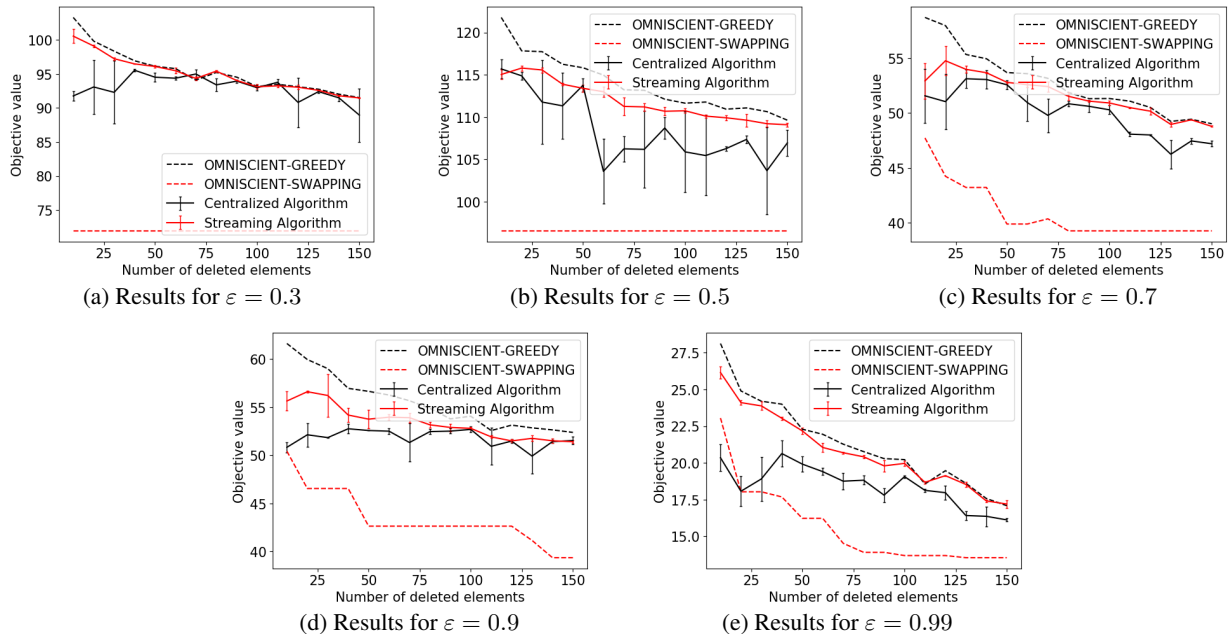 100
95
90
85
80
75
Objective value
OMNISCIENT-GREEDY
OMNISCIENT-SWAPPING
Centralized Algorithm
Streaming Algorithm
25 50 75 100 125 150
Number of deleted elements
(a) Results for ε = 0.3
120
115
110
105
100
Objective value
OMNISCIENT-GREEDY
OMNISCIENT-SWAPPING
Centralized Algorithm
Streaming Algorithm
25 50 75 100 125 150
Number of deleted elements
(b) Results for ε = 0.5
55
50
45
40
Objective value
OMNISCIENT-GREEDY
OMNISCIENT-SWAPPING
Centralized Algorithm
Streaming Algorithm
25 50 75 100 125 150
Number of deleted elements
(c) Results for ε = 0.7
60
55
50
45
40
Objective value
OMNISCIENT-GREEDY
OMNISCIENT-SWAPPING
Centralized Algorithm
Streaming Algorithm
25 50 75 100 125 150
Number of deleted elements
(d) Results for ε = 0.9
27.5
25.0
22.5
20.0
17.5
15.0
Objective value
OMNISCIENT-GREEDY
OMNISCIENT-SWAPPING
Centralized Algorithm
Streaming Algorithm
25 50 75 100 125 150
Number of deleted elements
(e) Results for ε = 0.99